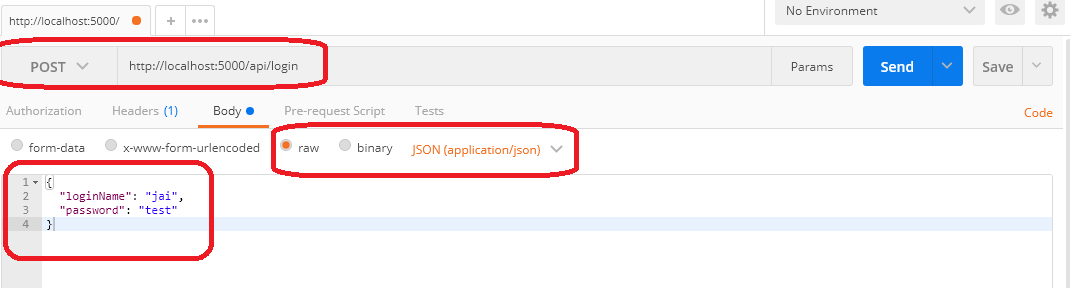 http://localhost:5000/
+
•••
No Environment
POST
http://localhost:5000/api/login
Params
Send
Save
Authorization
Headers (1)
Body
Pre-request Script
Tests
Code
form-data
x-www-form-urlencoded
raw
binary
JSON (application/json)
1 {
2 "loginName": "jai",
3 "password": "test"
4 }